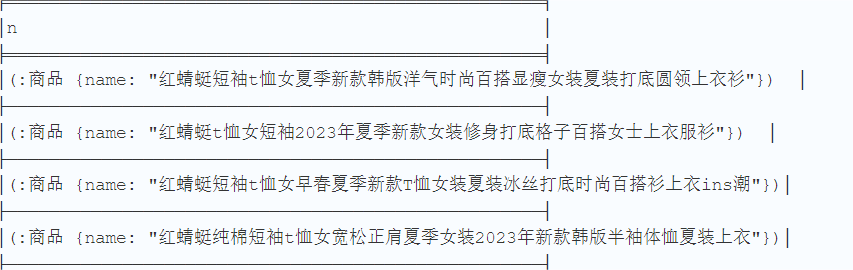 n
(:商品 {name: "红蜻蜓短袖t恤女夏季新款韩版洋气时尚百搭显瘦女装夏装打底圆领上衣衫"})
(:商品 {name: "红蜻蜓t恤女短袖2023年夏季新款女装修身打底格子百搭女士上衣服衫"})
(:商品 {name: "红蜻蜓短袖t恤女早春夏季新款T恤女装夏装冰丝打底时尚百搭衫上衣ins潮"})
(:商品 {name: "红蜻蜓纯棉短袖t恤女宽松正肩夏季女装2023年新款韩版半袖体恤夏装上衣"})